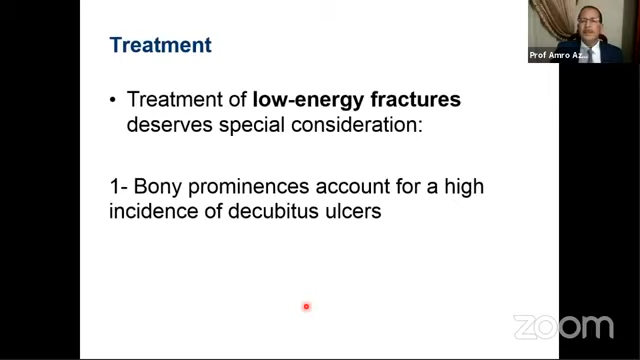 Treatment
• Treatment of low-energy fractures
deserves special consideration:
1- Bony prominences account for a high
incidence of decubitus ulcers
Prof Amro Az...
zoom